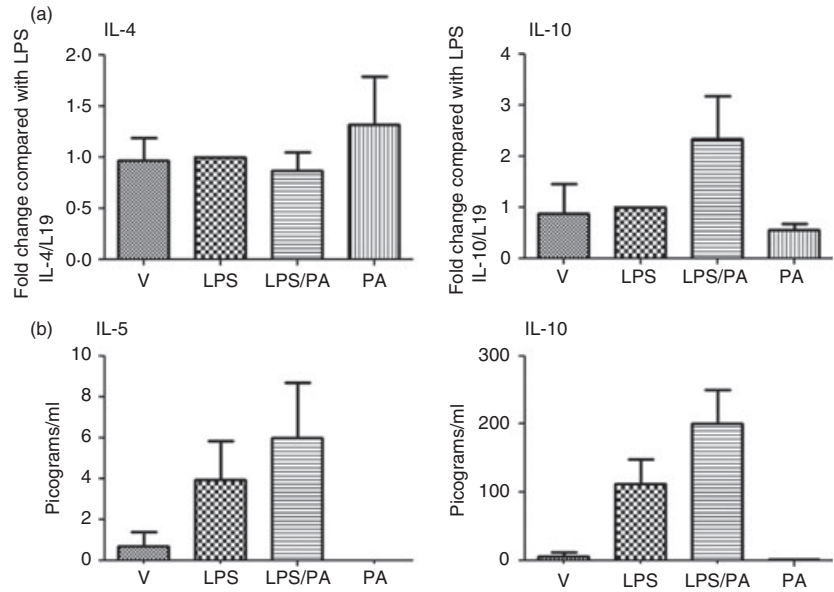 (a)
IL-4
Fold change compared with LPS
IL-4/L19
2·0
1·5
1·0
0·5
0·0
V LPS LPS/PA PA
IL-10
Fold change compared with LPS
IL-10/L19
4
3
2
1
0
V LPS LPS/PA PA
(b)
IL-5
Picograms/ml
10
8
6
4
2
0
V LPS LPS/PA PA
IL-10
Picograms/ml
300
200
100
0
V LPS LPS/PA PA